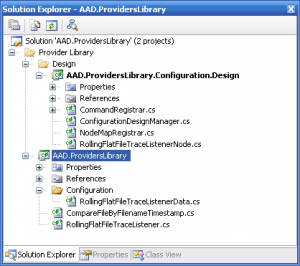 Solution Explorer - AAD.ProvidersLibrary
Solution 'AAD.ProvidersLibrary' (2 projects)
Provider Library
Design
AAD.ProvidersLibrary.Configuration.Design
Properties
References
CommandRegistrar.cs
ConfigurationDesignManager.cs
NodeMapRegistrar.cs
RollingFlatFileTraceListenerNode.cs
AAD.ProvidersLibrary
Properties
References
Configuration
RollingFlatFileTraceListenerData.cs
CompareFileByFilenameTimestamp.cs
RollingFlatFileTraceListener.cs
Solution Explorer Properties Class View